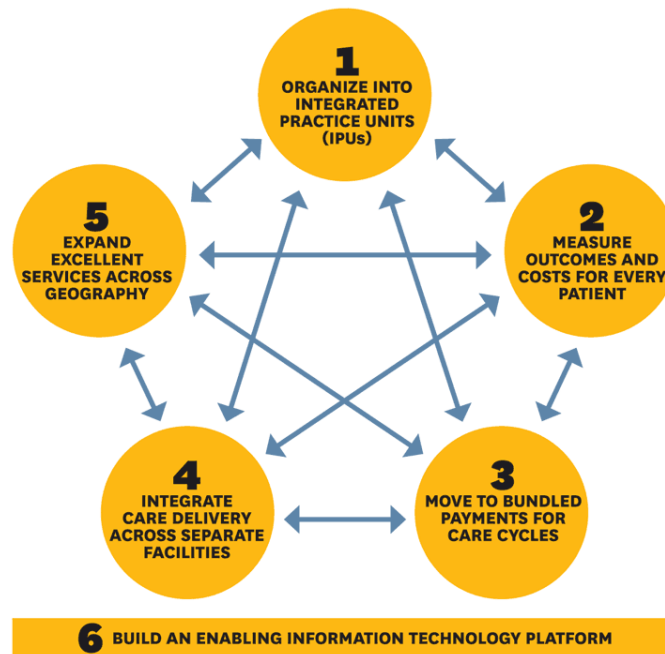 1
ORGANIZE INTO
INTEGRATED
PRACTICE UNITS
(IPUs)
2
MEASURE
OUTCOMES AND
COSTS FOR EVERY
PATIENT
3
MOVE TO BUNDLED
PAYMENTS FOR
CARE CYCLES
4
INTEGRATE
CARE DELIVERY
ACROSS SEPARATE
FACILITIES
5
EXPAND
EXCELLENT
SERVICES ACROSS
GEOGRAPHY
6 BUILD AN ENABLING INFORMATION TECHNOLOGY PLATFORM